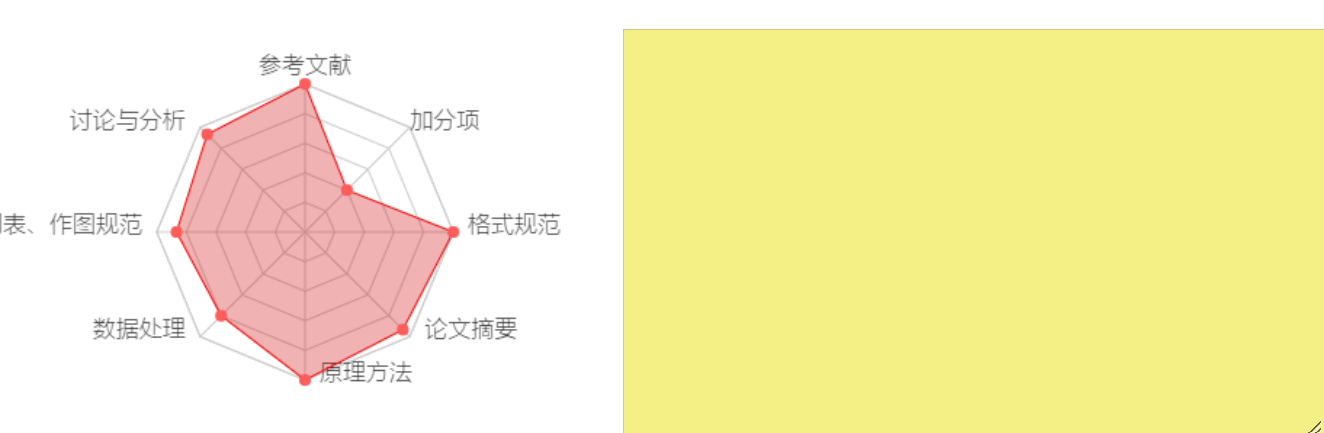 参考文献
讨论与分析
加分项
表、作图规范
格式规范
数据处理
论文摘要
原理方法